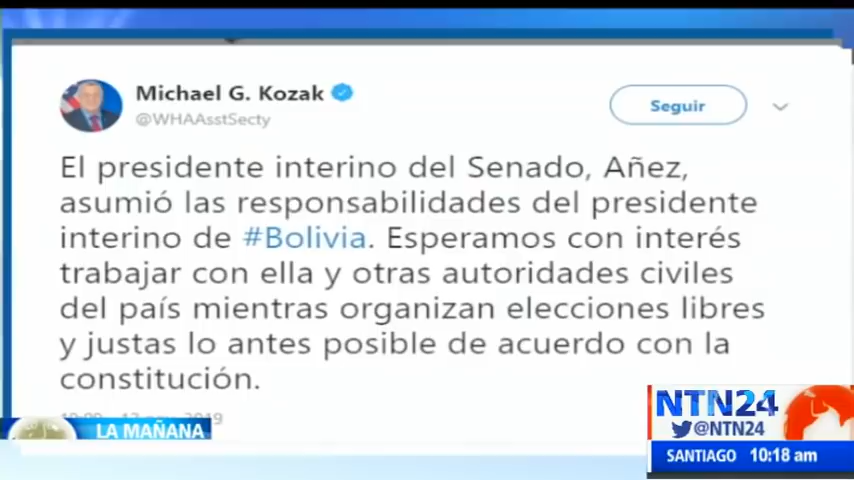 Michael G. Kozak
@WHAAsstSecty
Seguir
El presidente interino del Senado, Añez,
asumió las responsabilidades del presidente
interino de #Bolivia. Esperamos con interés
trabajar con ella y otras autoridades civiles
del país mientras organizan elecciones libres
y justas lo antes posible de acuerdo con la
constitución.
LA MAÑANA
NTN24
@NTN24
SANTIAGO 10:18 am